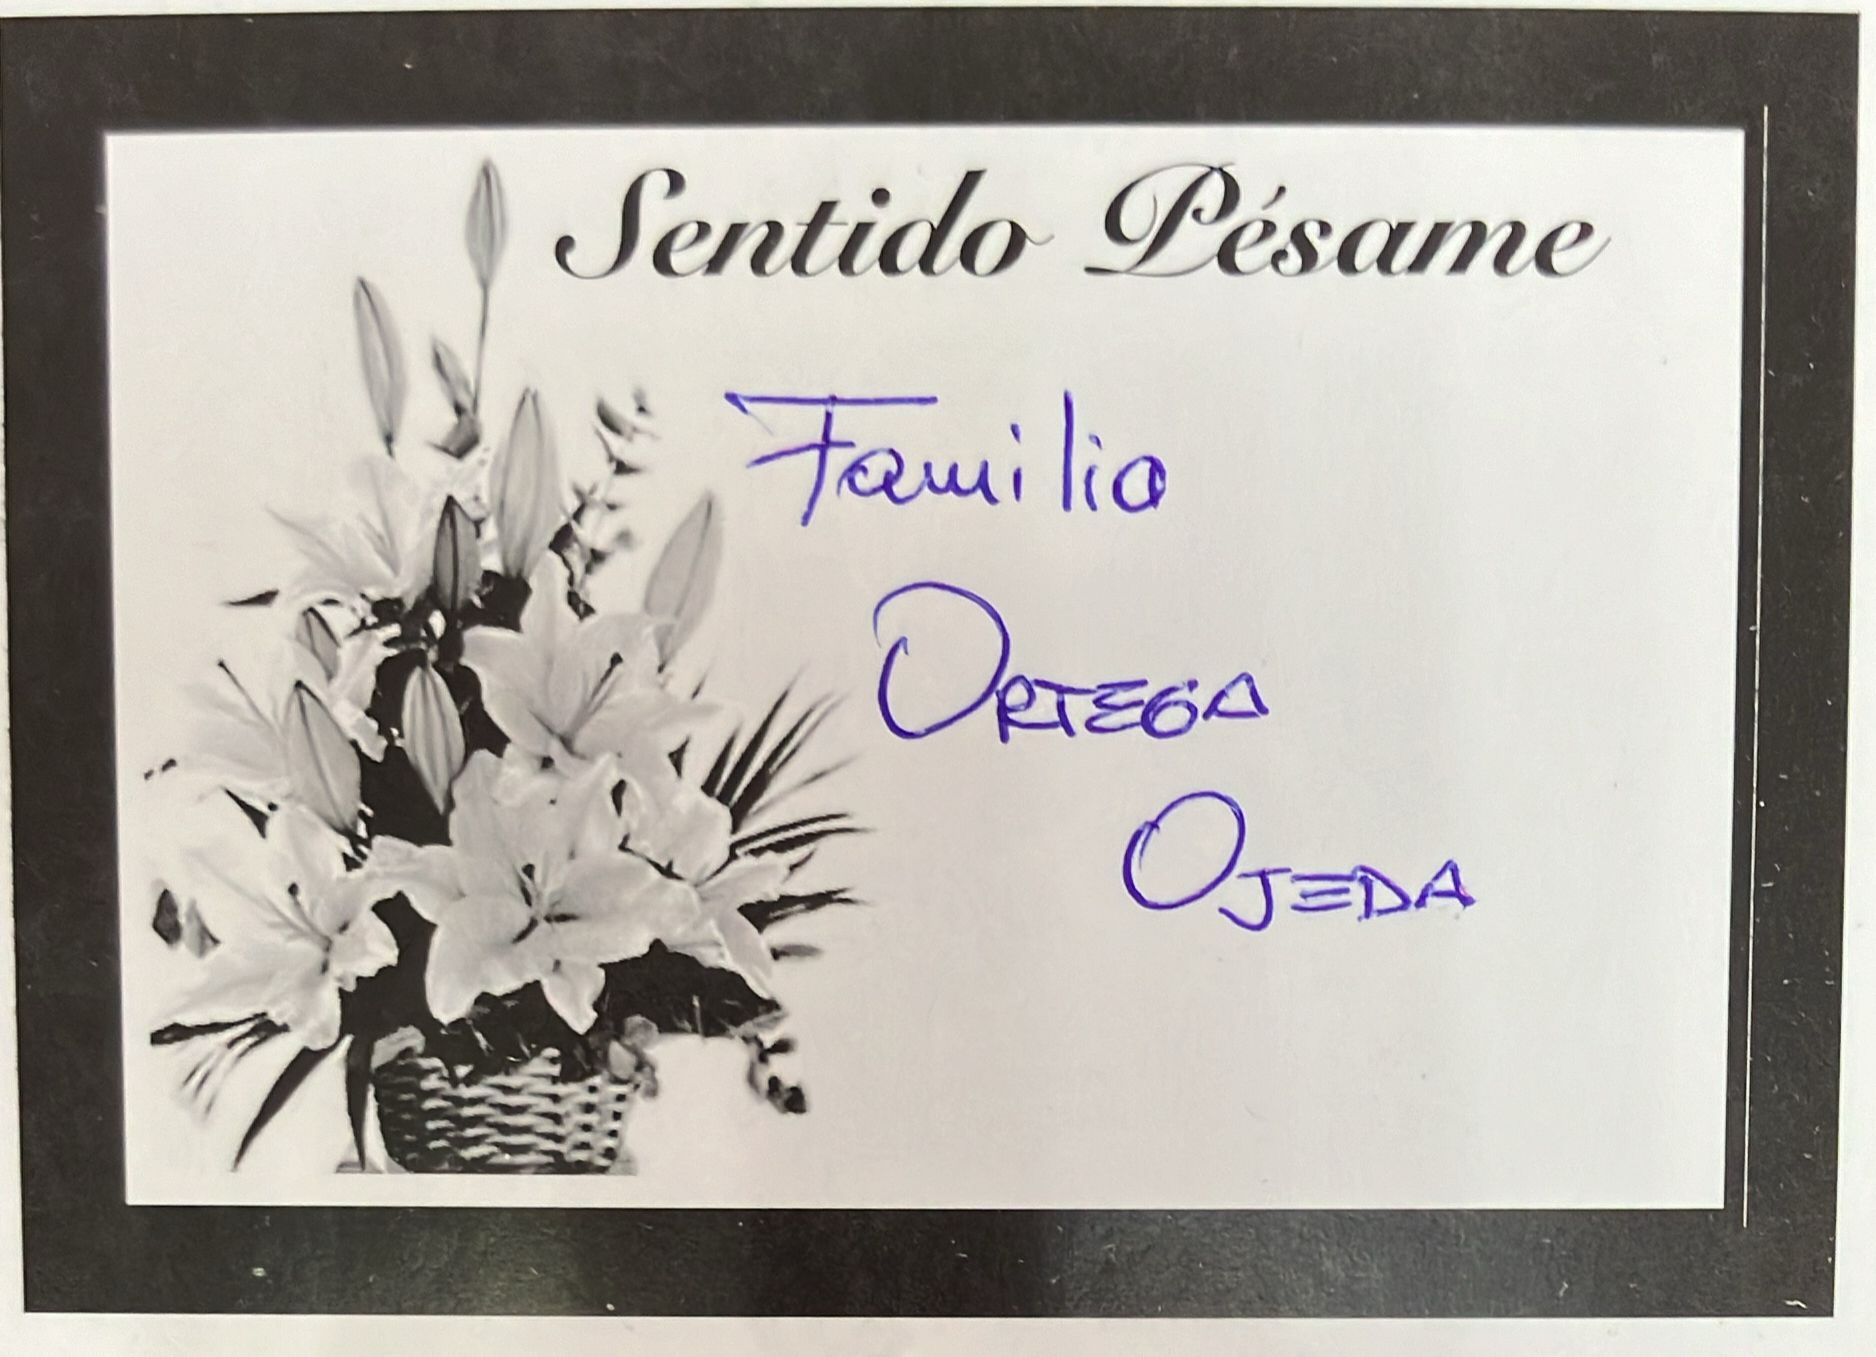 Sentido Pésame
Familia
ORTEGA
OJEDA